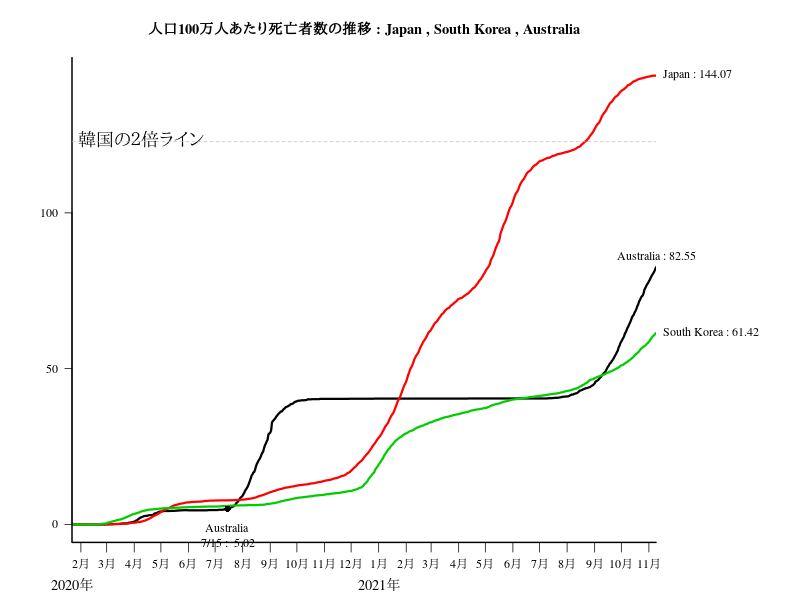 人口100万人あたり死亡者数の推移 : Japan , South Korea , Australia
Japan : 144.07
韓国の2倍ライン
100
Australia : 82.55
South Korea : 61.42
50
0
Australia
7/15 : 5.02
2月 3月 4月 5月 6月 7月 8月 9月 10月 11月 12月 1月 2月 3月 4月 5月 6月 7月 8月 9月 10月 11月
2020年 2021年